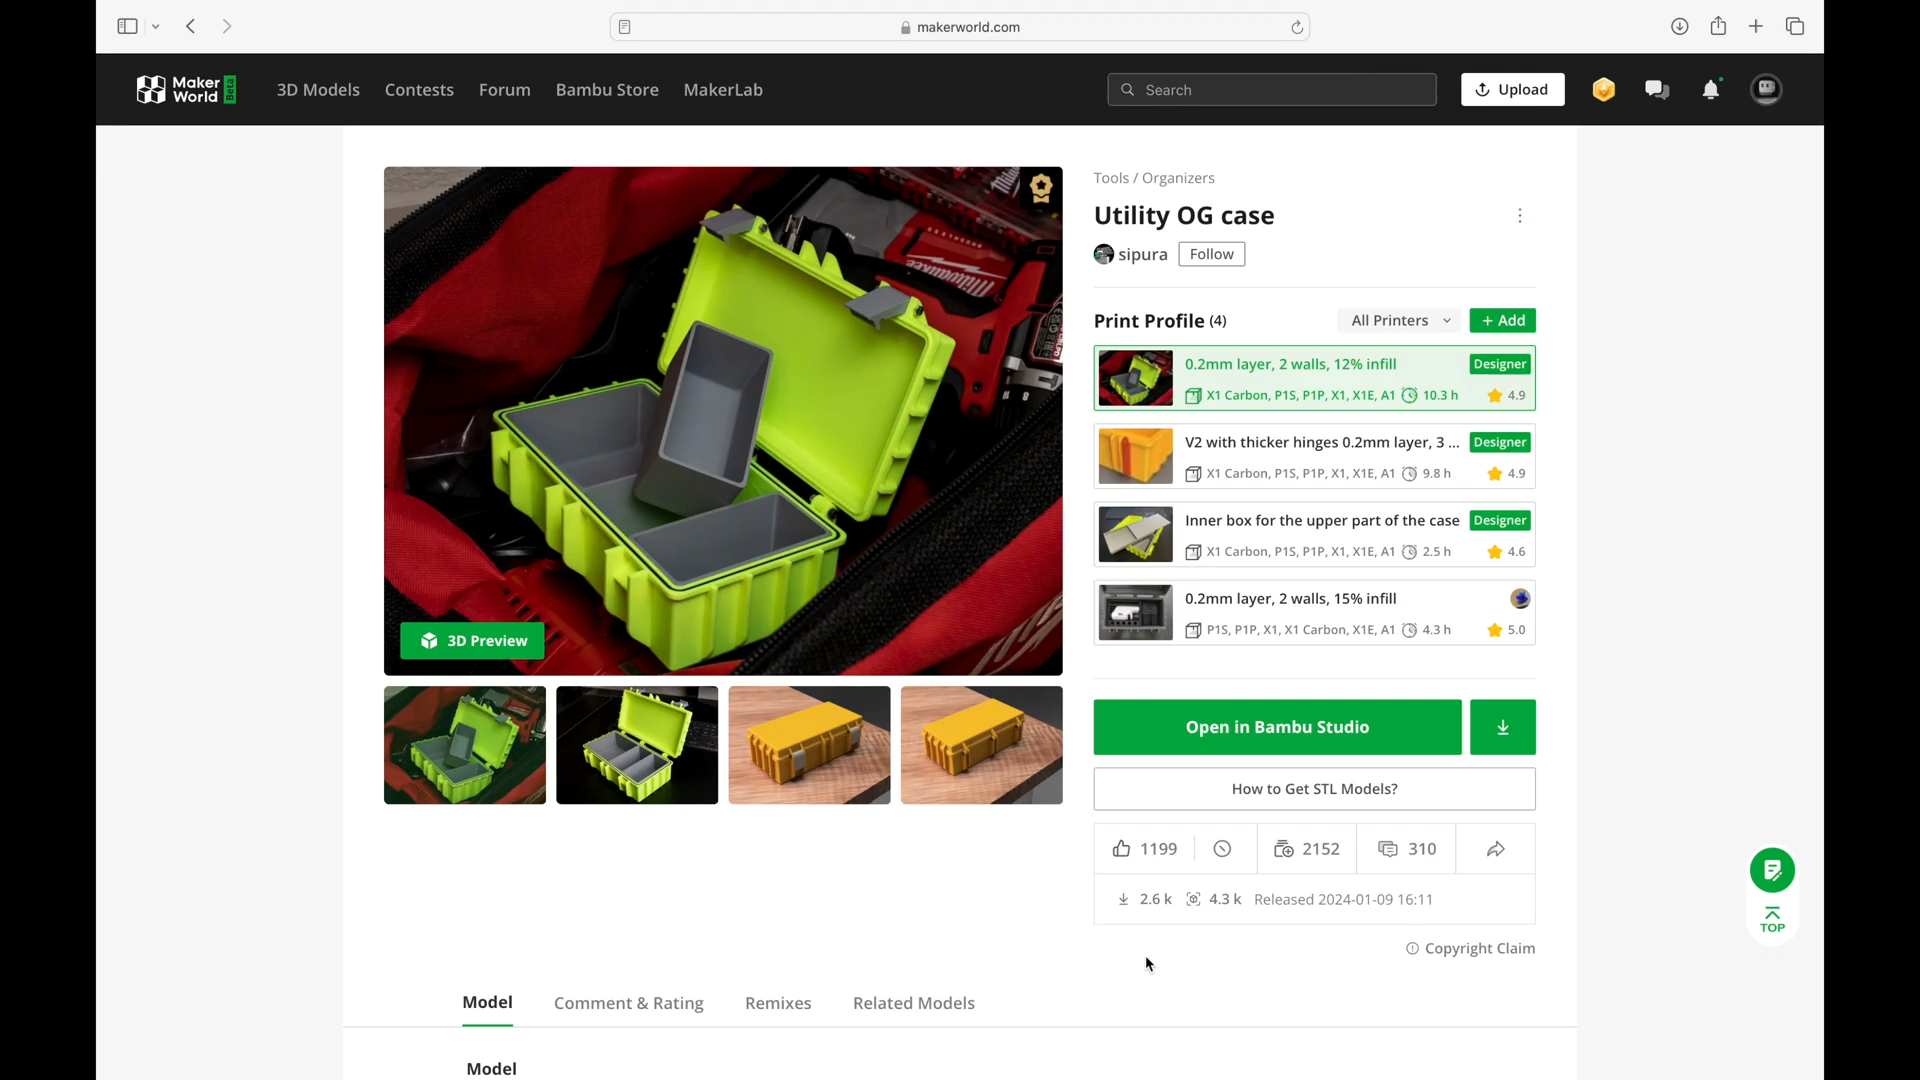 makerworld.com
Maker
World
Beta
3D Models
Contests
Forum
Bambu Store
MakerLab
Search
Upload
Milwaukee
3D Preview
Tools / Organizers
Utility OG case
sipura
Follow
Print Profile (4)
All Printers
+ Add
0.2mm layer, 2 walls, 12% infill
Designer
X1 Carbon, P1S, P1P, X1, X1E, A1
10.3 h
4.9
V2 with thicker hinges 0.2mm layer, 3 ...
Designer
X1 Carbon, P1S, P1P, X1, X1E, A1
9.8 h
4.9
Inner box for the upper part of the case
Designer
X1 Carbon, P1S, P1P, X1, X1E, A1
2.5 h
4.6
0.2mm layer, 2 walls, 15% infill
P1S, P1P, X1, X1 Carbon, X1E, A1
4.3 h
5.0
Open in Bambu Studio
How to Get STL Models?
1199
2152
310
2.6 k
4.3 k
Released 2024-01-09 16:11
Copyright Claim
TOP
Model
Comment & Rating
Remixes
Related Models
Model